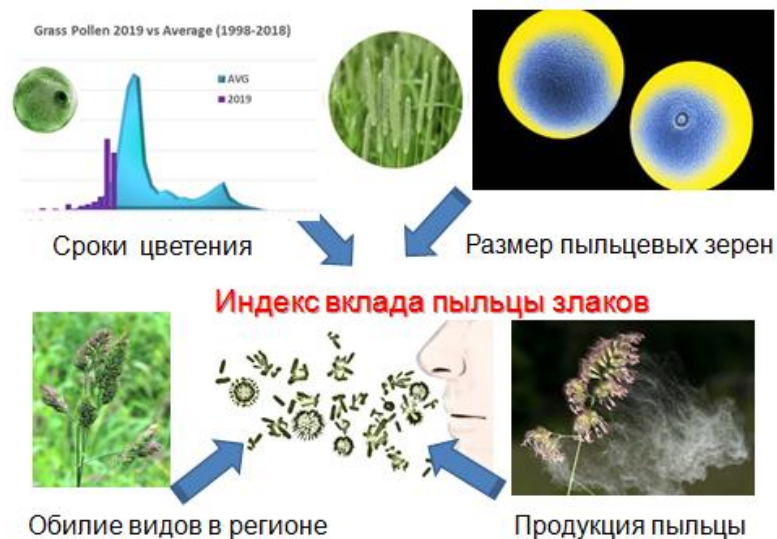 Grass Pollen 2019 vs Average (1998-2018)
AVG
2019
Сроки цветения
Размер пыльцевых зерен
Индекс вклада пыльцы злаков
Обилие видов в регионе
Продукция пыльцы